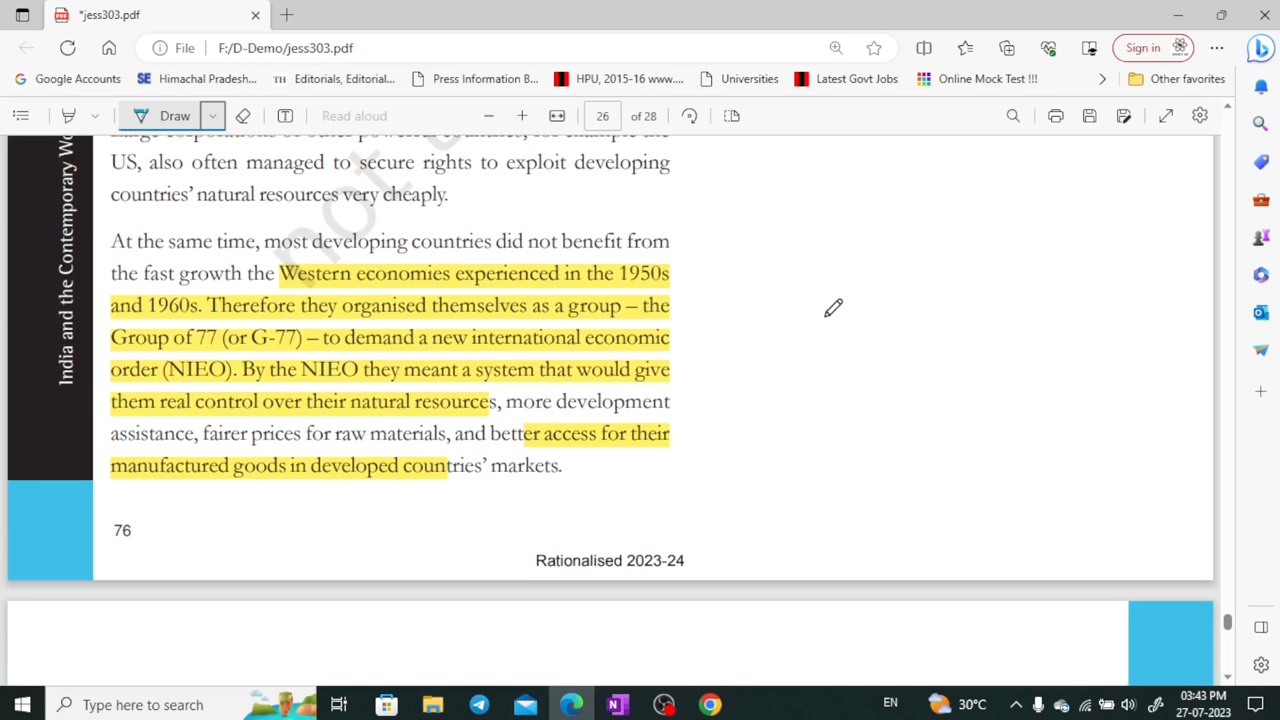 *jess303.pdf
File F:/D-Demo/jess303.pdf Sign in
Google Accounts SE Himachal Pradesh... TH Editorials, Editorial... Press Information B... HPU, 2015-16 www.... Universities Latest Govt Jobs Online Mock Test !!! Other favorites
Draw Read aloud 26 of 28
US, also often managed to secure rights to exploit developing
countries' natural resources very cheaply.
At the same time, most developing countries did not benefit from
the fast growth the Western economies experienced in the 1950s
and 1960s. Therefore they organised themselves as a group – the
Group of 77 (or G-77) – to demand a new international economic
order (NIEO). By the NIEO they meant a system that would give
them real control over their natural resources, more development
assistance, fairer prices for raw materials, and better access for their
manufactured goods in developed countries' markets.
India and the Contemporary Wo
not
76
Rationalised 2023-24
Type here to search
EN
30°C
03:43 PM
27-07-2023